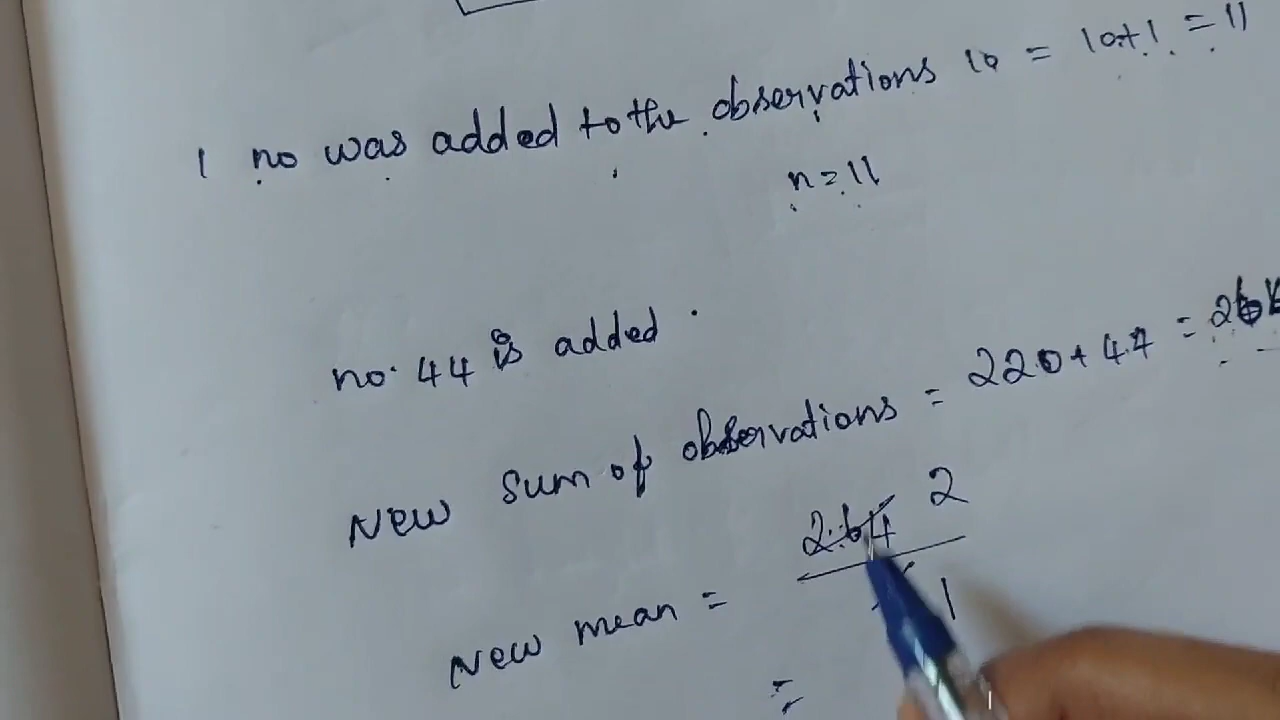 1 no was added to the observations 10 = 10+1 = 11
n = 11
no. 44 is added.
New sum of observations = 220+44 =
New mean = 264 2
1
=